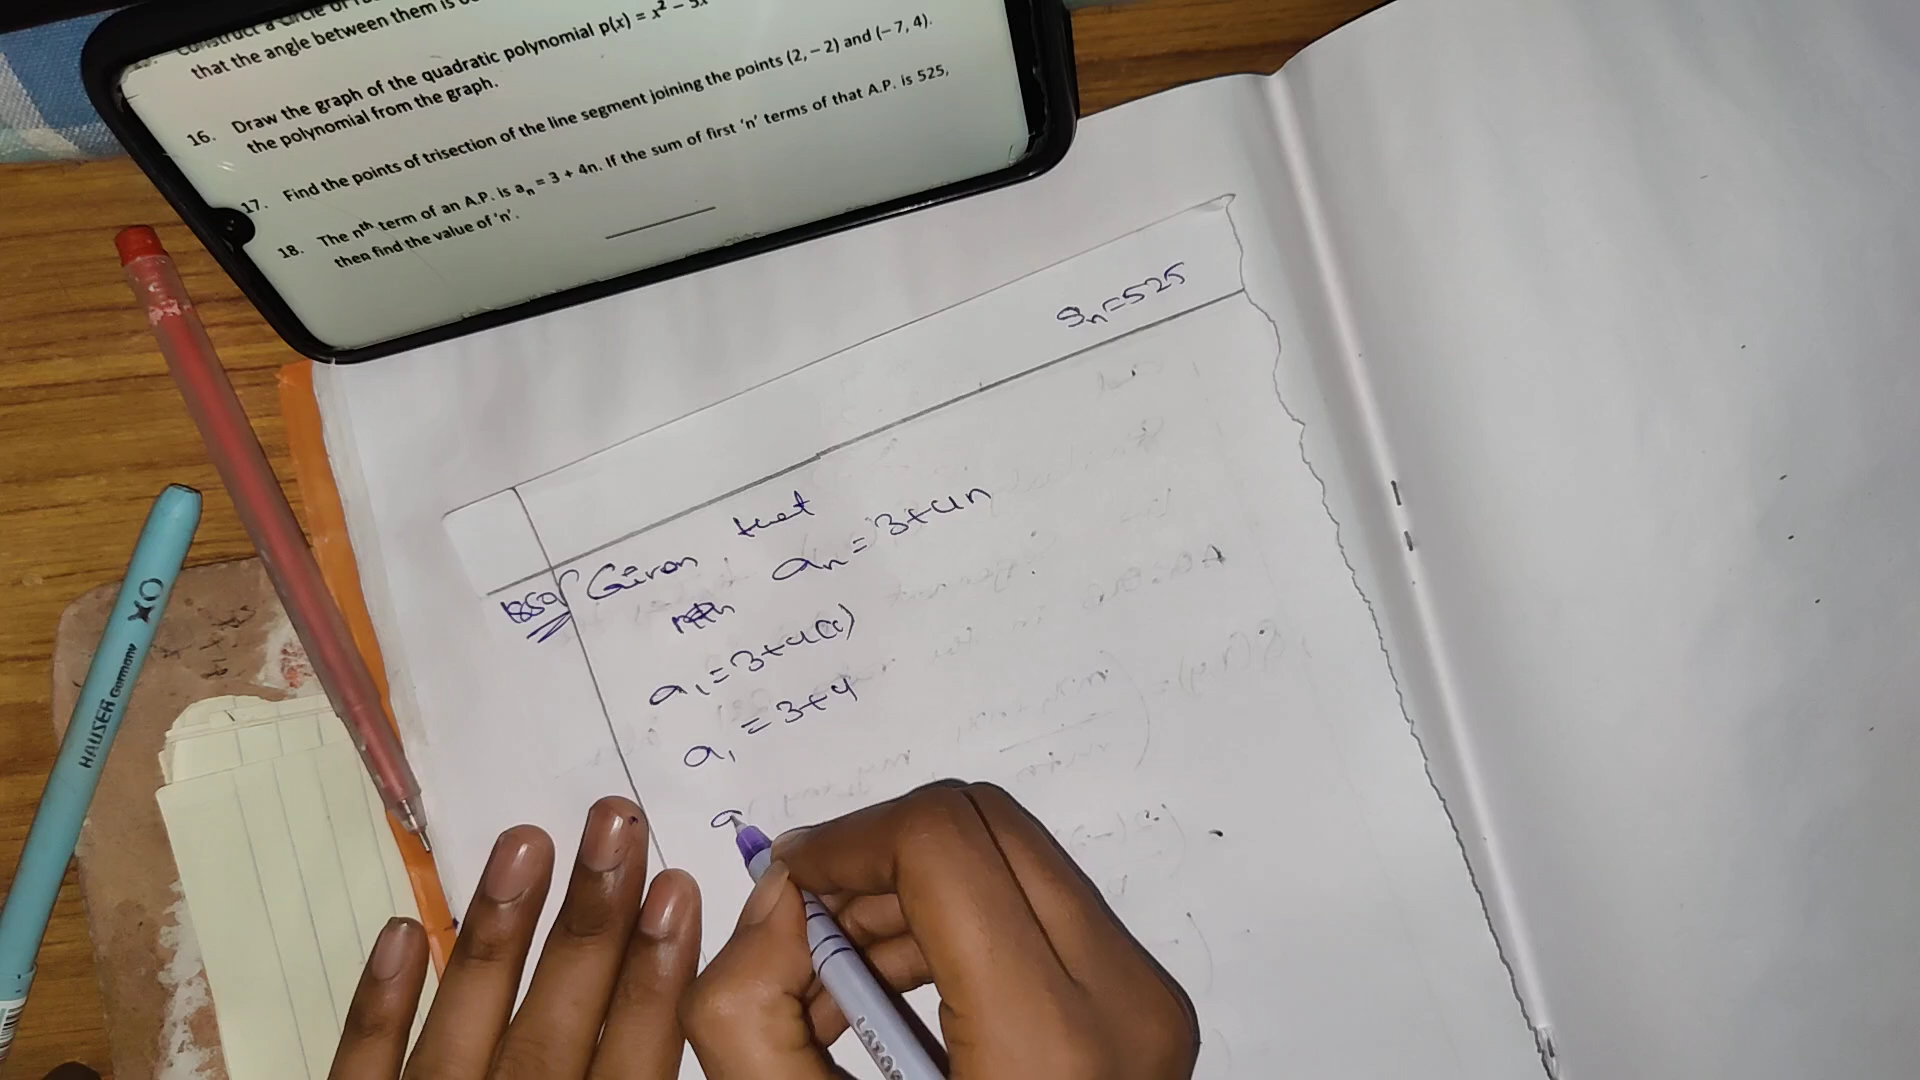 that the angle between them is
16. Draw the graph of the quadratic polynomial p(x) = x² – 5x
the polynomial from the graph.
17. Find the points of trisection of the line segment joining the points (2, – 2) and (– 7, 4).
18. The nth term of an A.P. is aₙ = 3 + 4n. If the sum of first 'n' terms of that A.P. is 525,
then find the value of 'n'.
Sₙ=525
Given that
aₙ = 3+4n
a₁ = 3+4(1)
a₁ = 3+4
a
HAUSER Germany XO